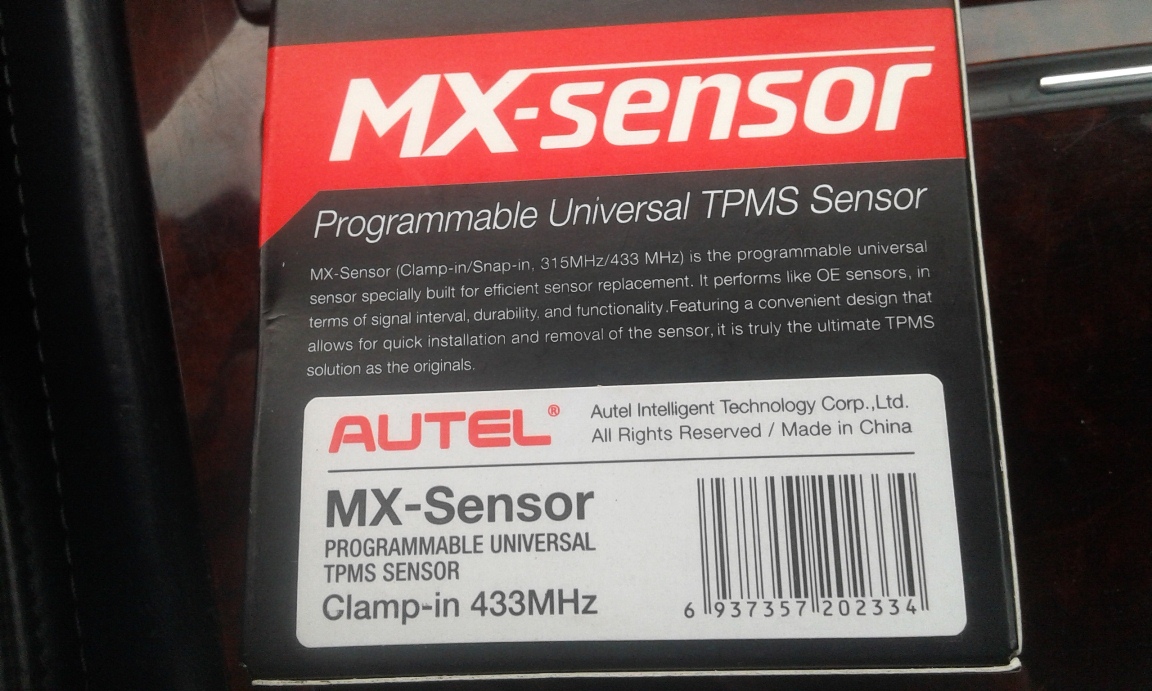 MX-sensor
Programmable Universal TPMS Sensor
MX-Sensor (Clamp-in/Snap-in, 315MHz/433 MHz) is the programmable universal
sensor specially built for efficient sensor replacement. It performs like OE sensors, in
terms of signal interval, durability, and functionality.Featuring a convenient design that
allows for quick installation and removal of the sensor, it is truly the ultimate TPMS
solution as the originals.
AUTEL®
Autel Intelligent Technology Corp.,Ltd.
All Rights Reserved / Made in China
MX-Sensor
PROGRAMMABLE UNIVERSAL
TPMS SENSOR
Clamp-in 433MHz
6 937357 202334